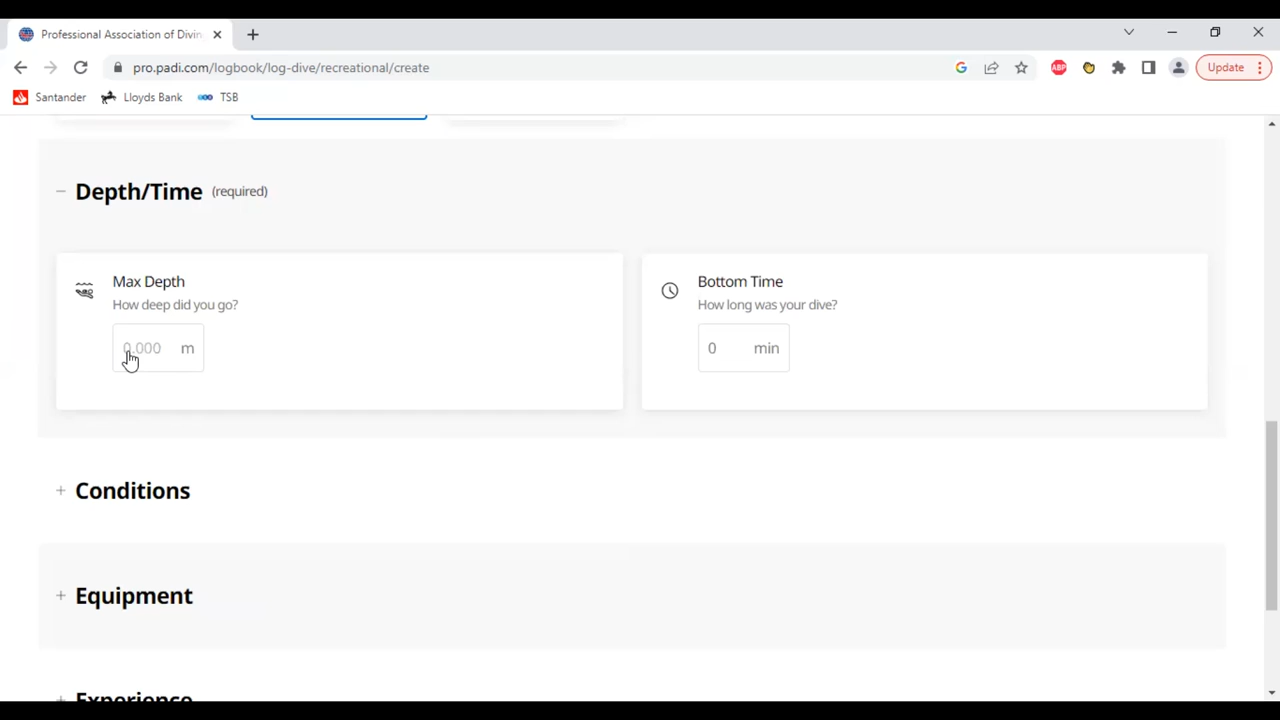 Professional Association of Divin
pro.padi.com/logbook/log-dive/recreational/create
ABP
Update
Santander
Lloyds Bank
TSB
Depth/Time (required)
Max Depth
How deep did you go?
0.000 m
Bottom Time
How long was your dive?
0 min
Conditions
Equipment
Experience